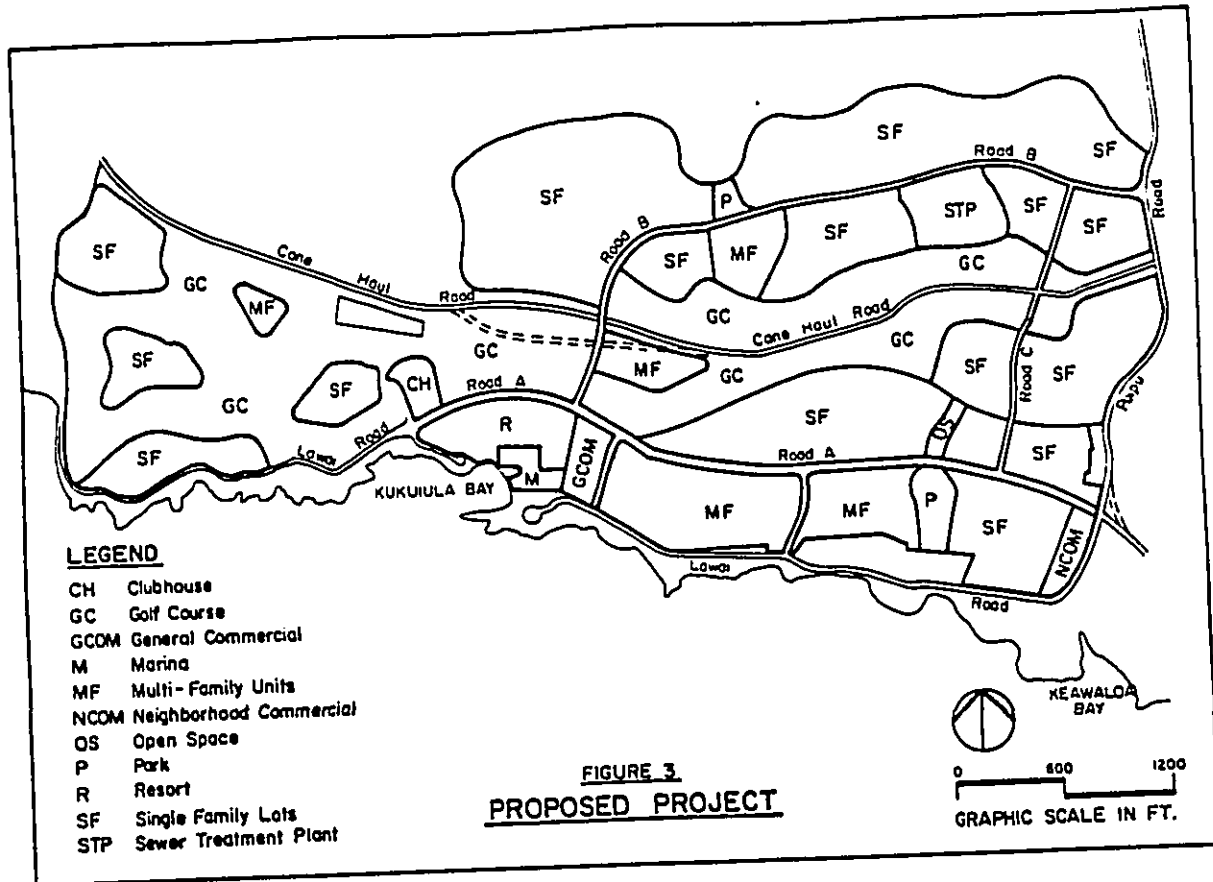 SF
SF
Road B
SF
P
SF
STP
SF
SF
Road
Road B
SF
MF
SF
GC
Cane Haul Road
GC
MF
GC
GC
Cane Haul Road
GC
SF
GC
CH
Road A
MF
GC
SF
Road C
SF
SF
GC
SF
Lawai Road
R
SF
OS
Road A
SF
KUKUIULA BAY
M
GCOM
MF
MF
P
SF
NCOM
Lawai
Road
KEAWALOA
BAY
LEGEND
CH Clubhouse
GC Golf Course
GCOM General Commercial
M Marina
MF Multi-Family Units
NCOM Neighborhood Commercial
OS Open Space
P Park
R Resort
SF Single Family Lots
STP Sewer Treatment Plant
FIGURE 3
PROPOSED PROJECT
0 600 1200
GRAPHIC SCALE IN FT.